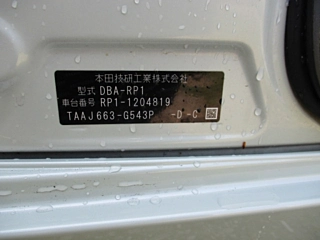 本田技研工業株式会社
型式 DBA-RP1
車台番号 RP1-1204819
TAAJ663-G543P -D -C